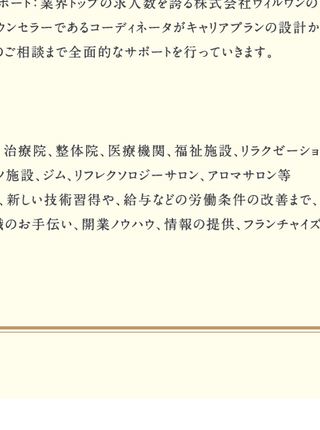 ポート：業界トップの求人数を誇る株式会社ウィルワンの
ウンセラーであるコーディネータがキャリアプランの設計か
のご相談まで全面的なサポートを行っていきます。
、治療院、整体院、医療機関、福祉施設、リラクゼーショ
ツ施設、ジム、リフレクソロジーサロン、アロマサロン等
、新しい技術習得や、給与などの労働条件の改善まで、
職のお手伝い、開業ノウハウ、情報の提供、フランチャイズ